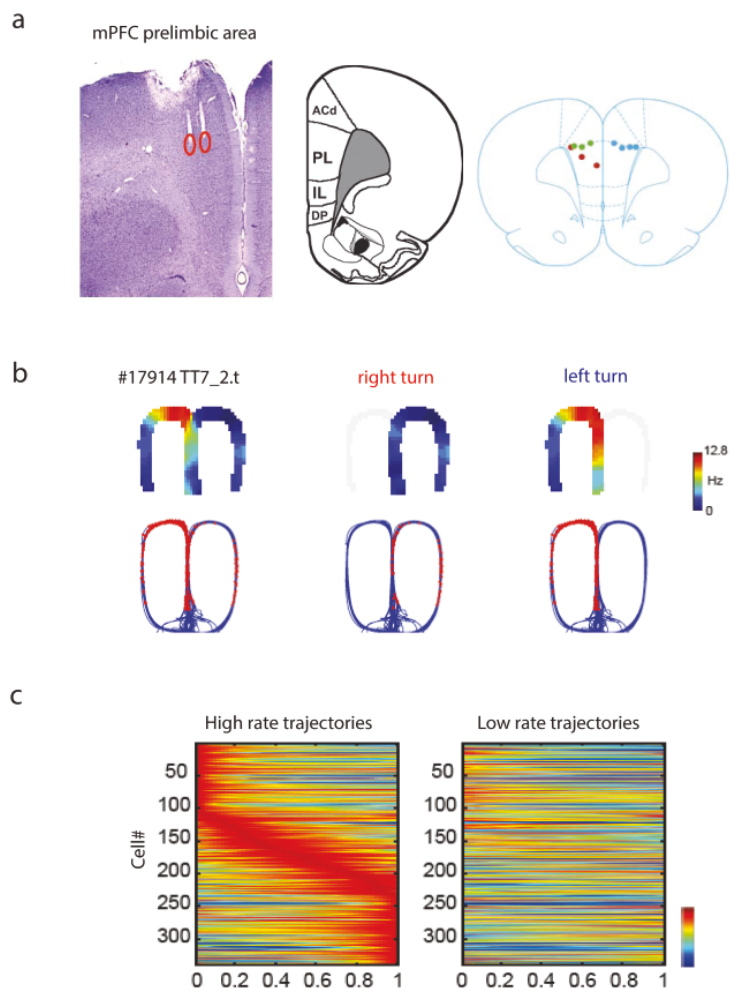 a
mPFC prelimbic area
ACd
PL
IL
DP
b
#17914 TT7_2.t
right turn
left turn
12.8
Hz
0
c
High rate trajectories
Low rate trajectories
Cell#
50
100
150
200
250
300
0 0.2 0.4 0.6 0.8 1
50
100
150
200
250
300
0 0.2 0.4 0.6 0.8 1